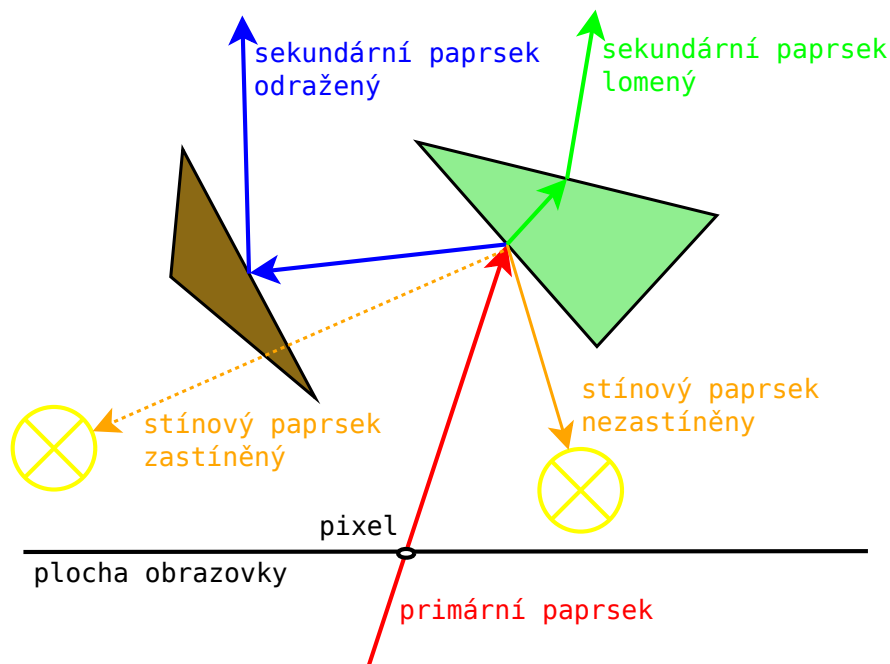 sekundární paprsek
odražený
sekundární paprsek
lomený
stínový paprsek
nezastíněny
stínový paprsek
zastíněný
pixel
plocha obrazovky
primární paprsek